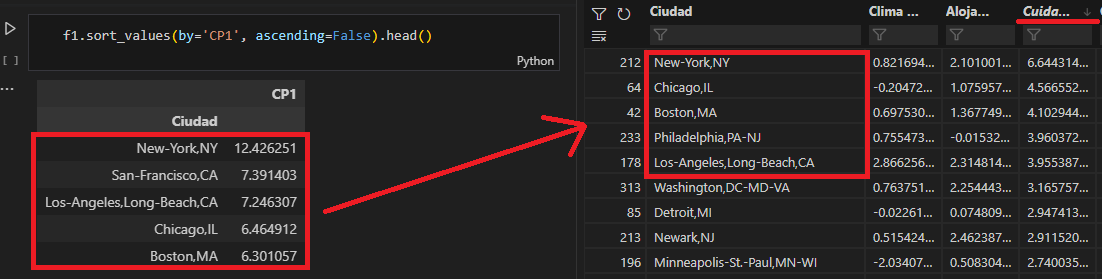 f1.sort_values(by='CP1', ascending=False).head()
[ ]
Python
...
CP1
Ciudad
New-York,NY 12.426251
San-Francisco,CA 7.391403
Los-Angeles,Long-Beach,CA 7.246307
Chicago,IL 6.464912
Boston,MA 6.301057
Ciudad Clima ... Aloja... Cuida... ↓
212 New-York,NY 0.821694... 2.101001... 6.644314...
64 Chicago,IL -0.20472... 1.075957... 4.566552...
42 Boston,MA 0.697530... 1.367749... 4.102944...
233 Philadelphia,PA-NJ 0.755473... -0.01532... 3.960372...
178 Los-Angeles,Long-Beach,CA 2.866256... 2.314814... 3.955387...
313 Washington,DC-MD-VA 0.763751... 2.254443... 3.165757...
85 Detroit,MI -0.02261... 0.074809... 2.947413...
213 Newark,NJ 0.515424... 2.462387... 2.911520...
196 Minneapolis-St.-Paul,MN-WI -2.03407... 0.508304... 2.740035...